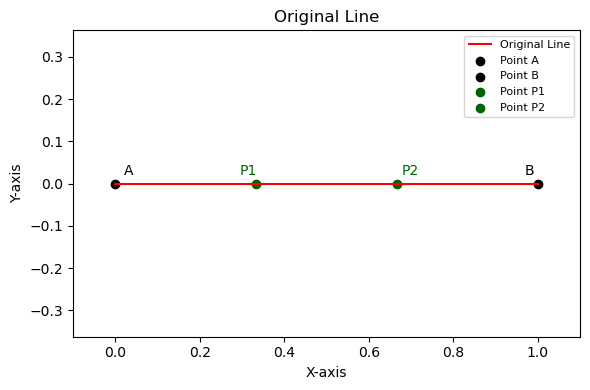 Original Line
Original Line
Point A
Point B
Point P1
Point P2
0.3
0.2
0.1
0.0
−0.1
−0.2
−0.3
Y-axis
A
P1
P2
B
0.0
0.2
0.4
0.6
0.8
1.0
X-axis